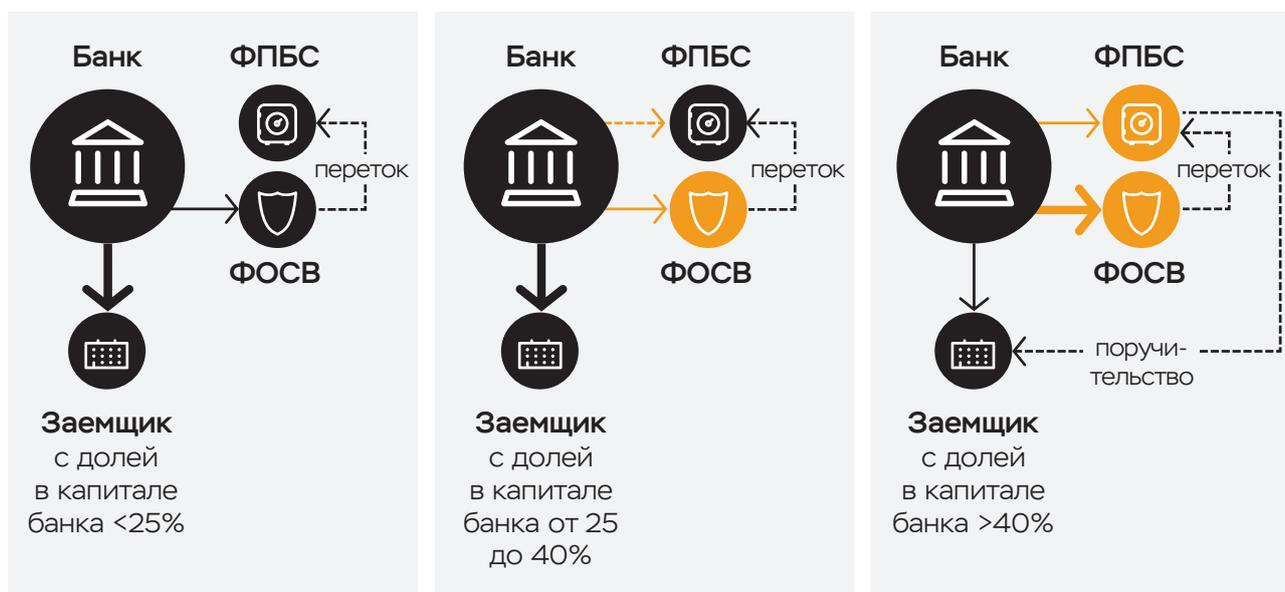 Банк
ФПБС
переток
ФОСВ
Заемщик
с долей
в капитале
банка <25%
Банк
ФПБС
переток
ФОСВ
Заемщик
с долей
в капитале
банка от 25
до 40%
Банк
ФПБС
переток
ФОСВ
поручи-
тельство
Заемщик
с долей
в капитале
банка >40%